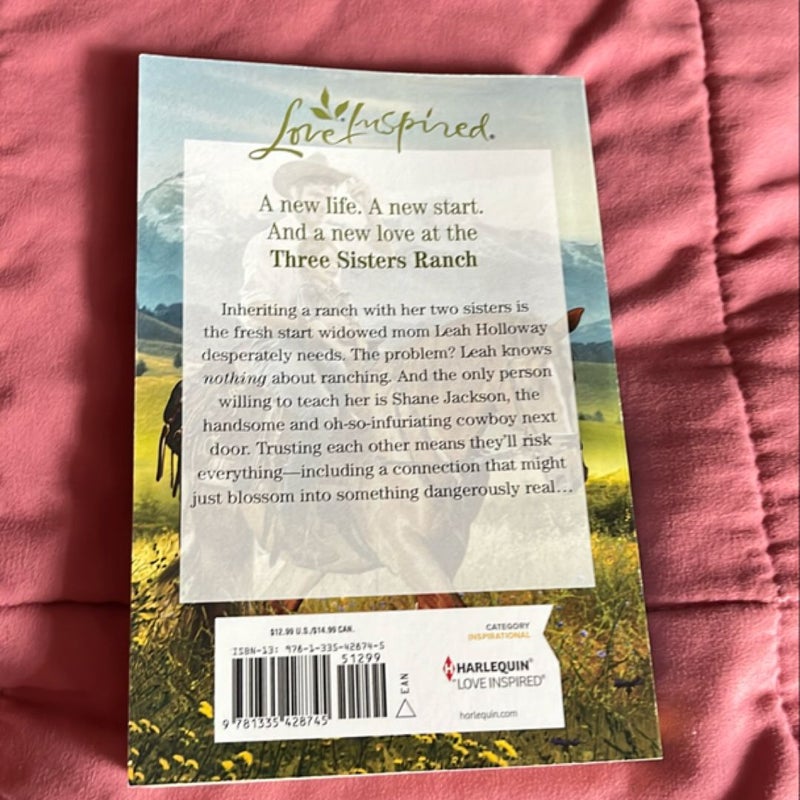 Love Inspired®
A new life. A new start.
And a new love at the
Three Sisters Ranch
Inheriting a ranch with her two sisters is
the fresh start widowed mom Leah Holloway
desperately needs. The problem? Leah knows
nothing about ranching. And the only person
willing to teach her is Shane Jackson, the
handsome and oh-so-infuriating cowboy next
door. Trusting each other means they'll risk
everything—including a connection that might
just blossom into something dangerously real...
$12.99 U.S./$14.99 CAN.
ISBN-13: 978-1-335-42874-5
51299
EAN
9 781335 428745
CATEGORY
INSPIRATIONAL
HARLEQUIN®
LOVE INSPIRED®
harlequin.com